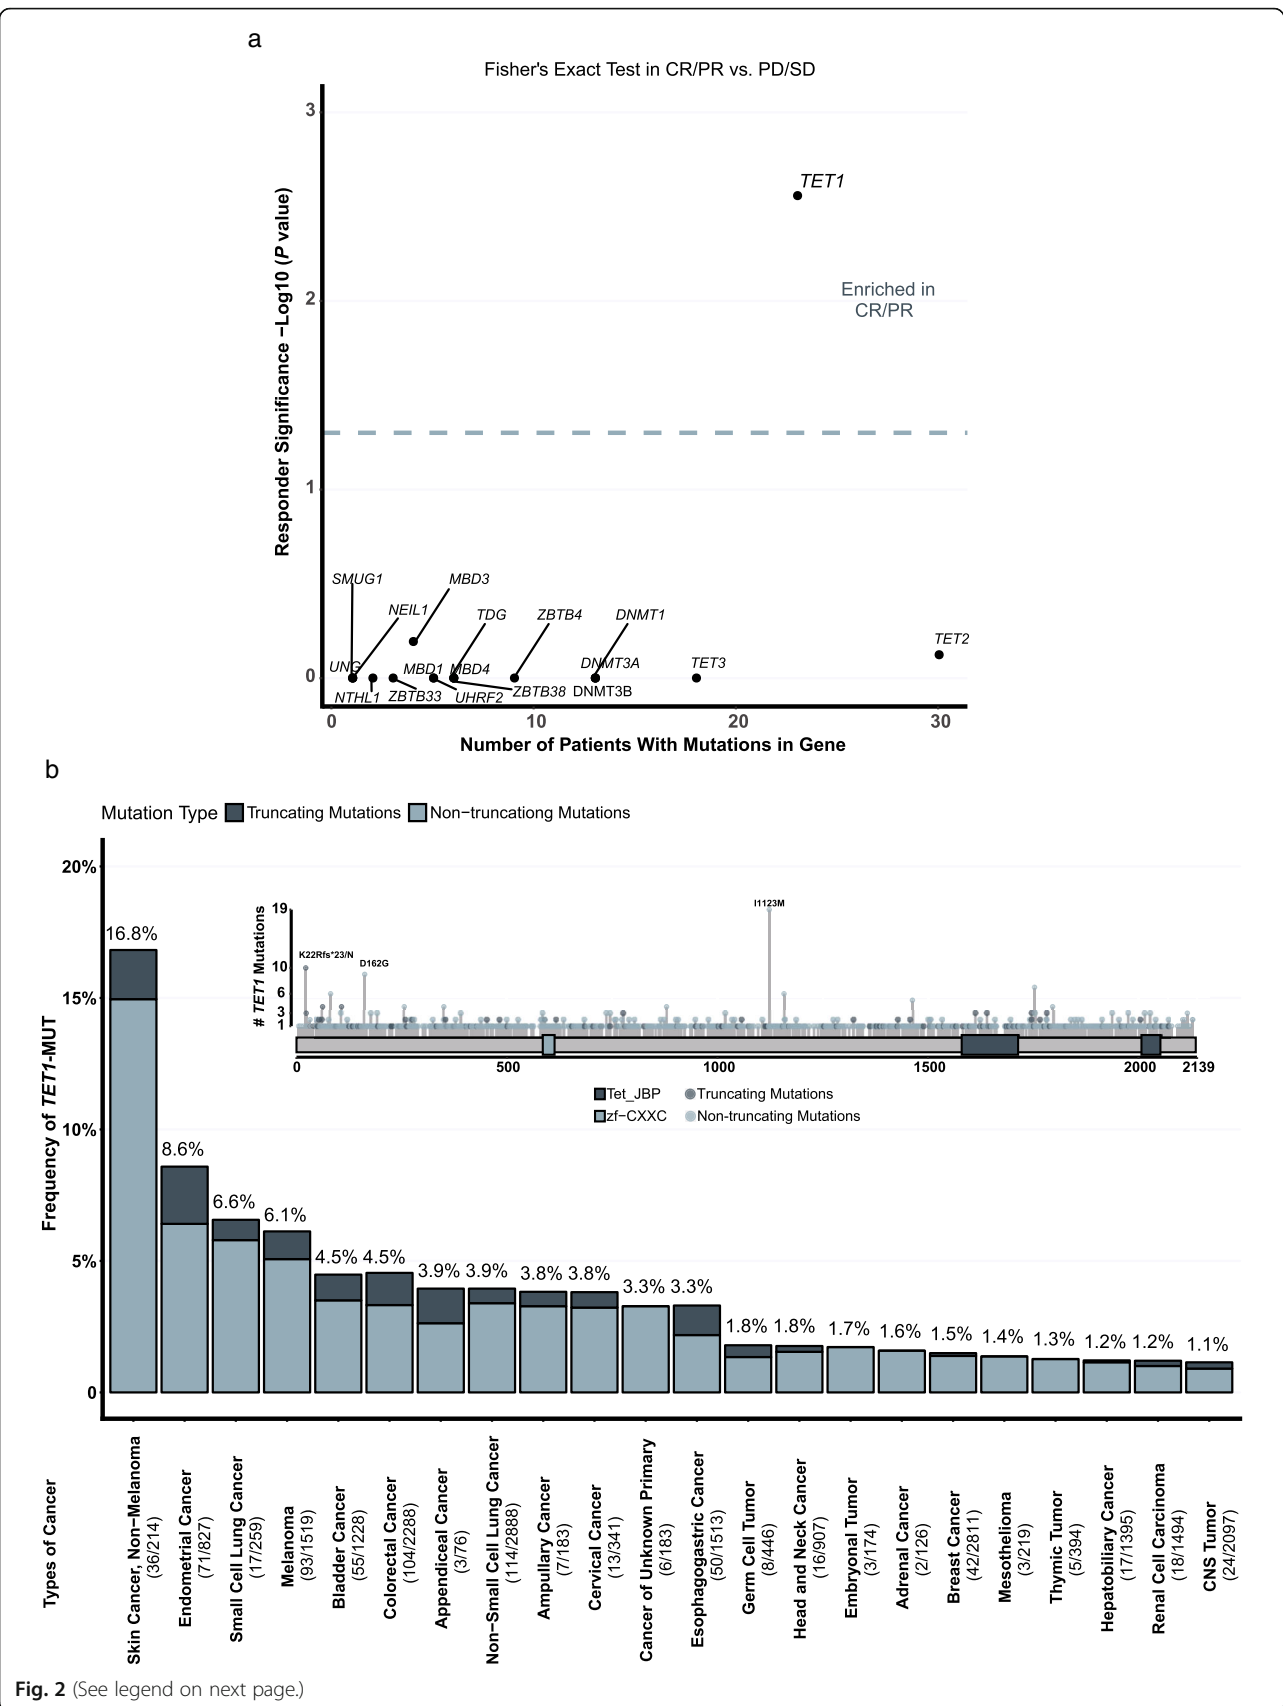 a
Fisher's Exact Test in CR/PR vs. PD/SD
Responder Significance −Log10 (P value)
3
2
1
0
TET1
Enriched in
CR/PR
SMUG1
MBD3
NEIL1
TDG
ZBTB4
DNMT1
TET2
UNG
MBD1
MBD4
DNMT3A
TET3
NTHL1
ZBTB33
UHRF2
ZBTB38
DNMT3B
0 10 20 30
Number of Patients With Mutations in Gene
b
Mutation Type Truncating Mutations Non−truncationg Mutations
Frequency of TET1-MUT
20%
15%
10%
5%
0
# TET1 Mutations
19
10
6
3
1
I1123M
K22Rfs*23/N
D162G
0 500 1000 1500 2000 2139
Tet_JBP Truncating Mutations
zf−CXXC Non-truncating Mutations
16.8%
8.6%
6.6%
6.1%
4.5%
4.5%
3.9%
3.9%
3.8%
3.8%
3.3%
3.3%
1.8%
1.8%
1.7%
1.6%
1.5%
1.4%
1.3%
1.2%
1.2%
1.1%
Types of Cancer
Skin Cancer, Non−Melanoma
(36/214)
Endometrial Cancer
(71/827)
Small Cell Lung Cancer
(17/259)
Melanoma
(93/1519)
Bladder Cancer
(55/1228)
Colorectal Cancer
(104/2288)
Appendiceal Cancer
(3/76)
Non−Small Cell Lung Cancer
(114/2888)
Ampullary Cancer
(7/183)
Cervical Cancer
(13/341)
Cancer of Unknown Primary
(6/183)
Esophagogastric Cancer
(50/1513)
Germ Cell Tumor
(8/446)
Head and Neck Cancer
(16/907)
Embryonal Tumor
(3/174)
Adrenal Cancer
(2/126)
Breast Cancer
(42/2811)
Mesothelioma
(3/219)
Thymic Tumor
(5/394)
Hepatobiliary Cancer
(17/1395)
Renal Cell Carcinoma
(18/1494)
CNS Tumor
(24/2097)
Fig. 2 (See legend on next page.)